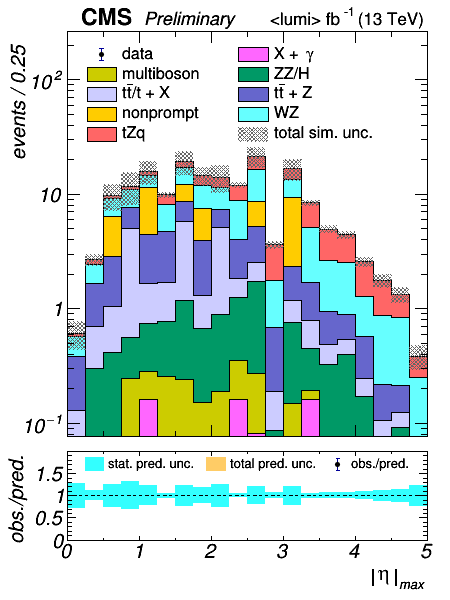 CMS Preliminary <lumi> fb⁻¹ (13 TeV)
events / 0.25
10²
10
1
10⁻¹
data
multiboson
tt̄/t + X
nonprompt
tZq
X + γ
ZZ/H
tt̄ + Z
WZ
total sim. unc.
obs./pred.
1.5
1
0.5
0
stat. pred. unc. total pred. unc. obs./pred.
0 1 2 3 4 5
|η|max